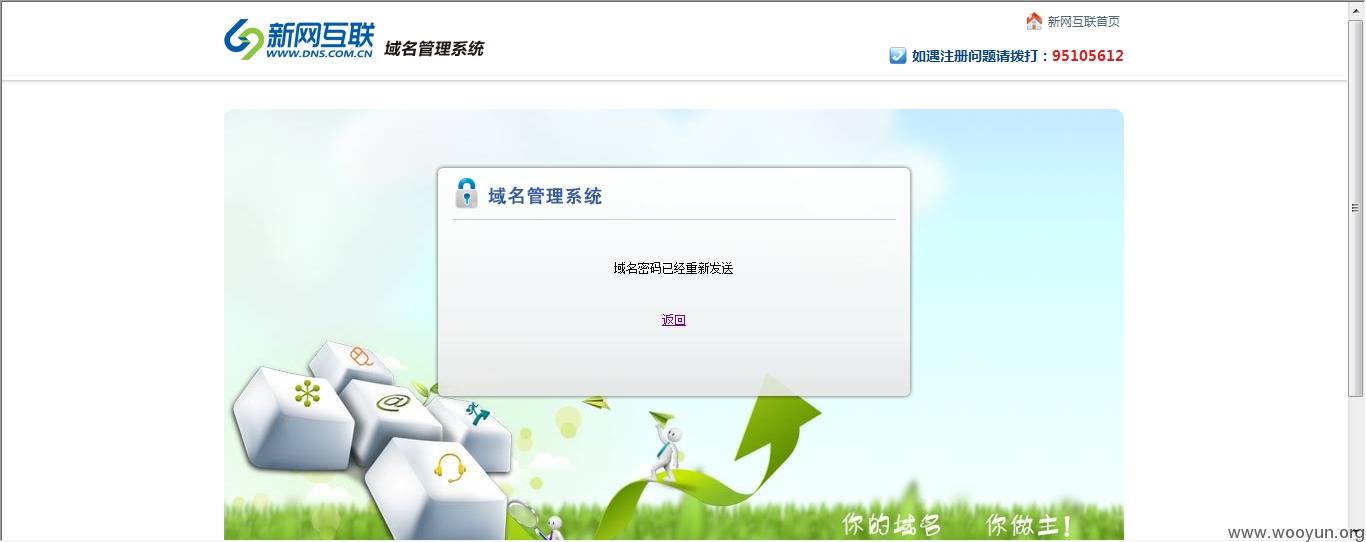 新网互联
WWW.DNS.COM.CN
域名管理系统
新网互联首页
如遇注册问题请拨打：95105612
域名管理系统
域名密码已经重新发送
返回
@
你的域名 你做主!
www.wooyun.org